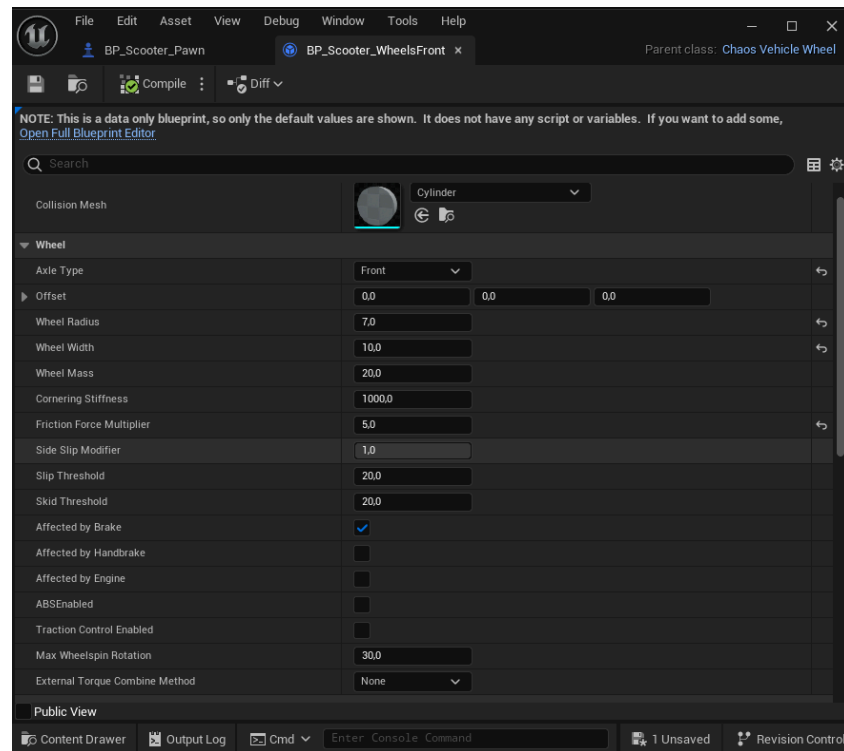 File Edit Asset View Debug Window Tools Help
BP_Scooter_Pawn BP_Scooter_WheelsFront × Parent class: Chaos Vehicle Wheel
Compile Diff
NOTE: This is a data only blueprint, so only the default values are shown. It does not have any script or variables. If you want to add some,
Open Full Blueprint Editor
Search
Collision Mesh Cylinder
Wheel
Axle Type Front
Offset 0,0 0,0 0,0
Wheel Radius 7,0
Wheel Width 10,0
Wheel Mass 20,0
Cornering Stiffness 1000,0
Friction Force Multiplier 5,0
Side Slip Modifier 1,0
Slip Threshold 20,0
Skid Threshold 20,0
Affected by Brake
Affected by Handbrake
Affected by Engine
ABSEnabled
Traction Control Enabled
Max Wheelspin Rotation 30,0
External Torque Combine Method None
Public View
Content Drawer Output Log Cmd Enter Console Command 1 Unsaved Revision Control